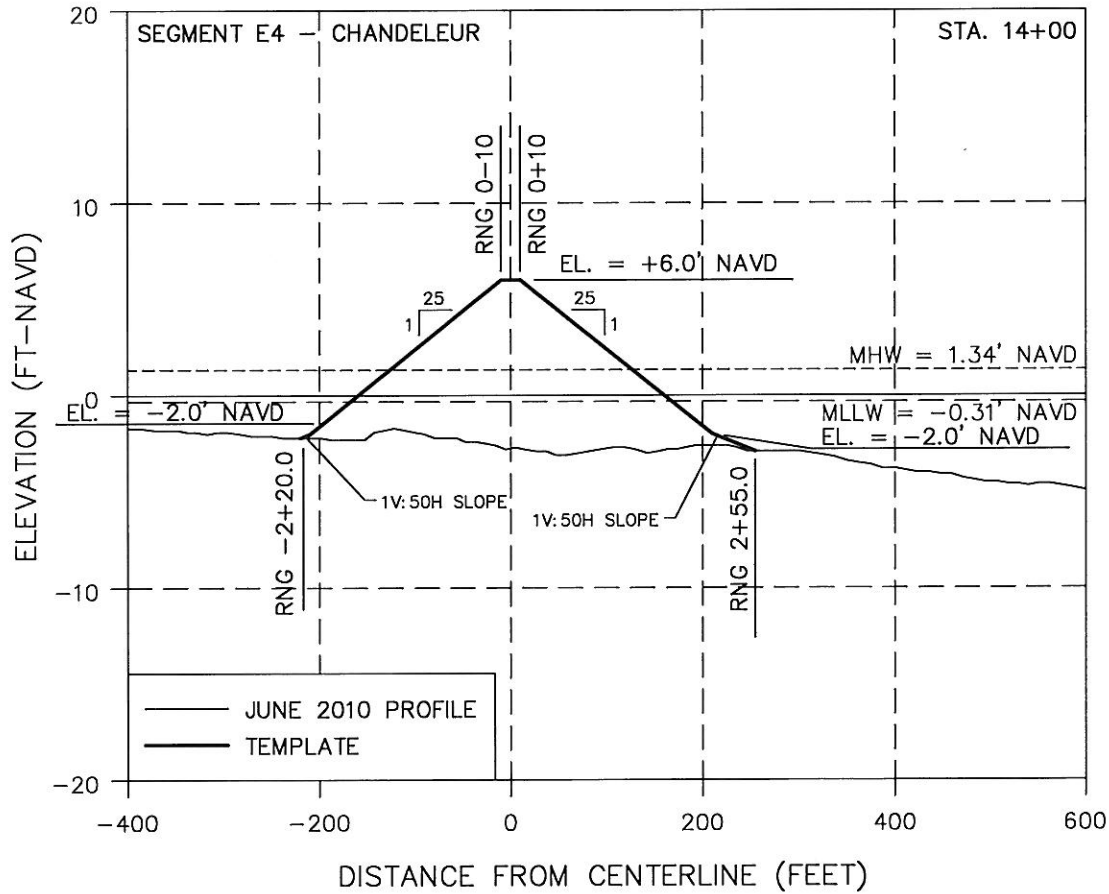 SEGMENT E4 – CHANDELEUR
STA. 14+00
20
10
0
-10
-20
ELEVATION (FT-NAVD)
RNG 0-10
RNG 0+10
EL. = +6.0' NAVD
25
1
25
1
MHW = 1.34' NAVD
EL. = -2.0' NAVD
MLLW = -0.31' NAVD
EL. = -2.0' NAVD
1V:50H SLOPE
1V:50H SLOPE
RNG -2+20.0
RNG 2+55.0
JUNE 2010 PROFILE
TEMPLATE
-400
-200
0
200
400
600
DISTANCE FROM CENTERLINE (FEET)